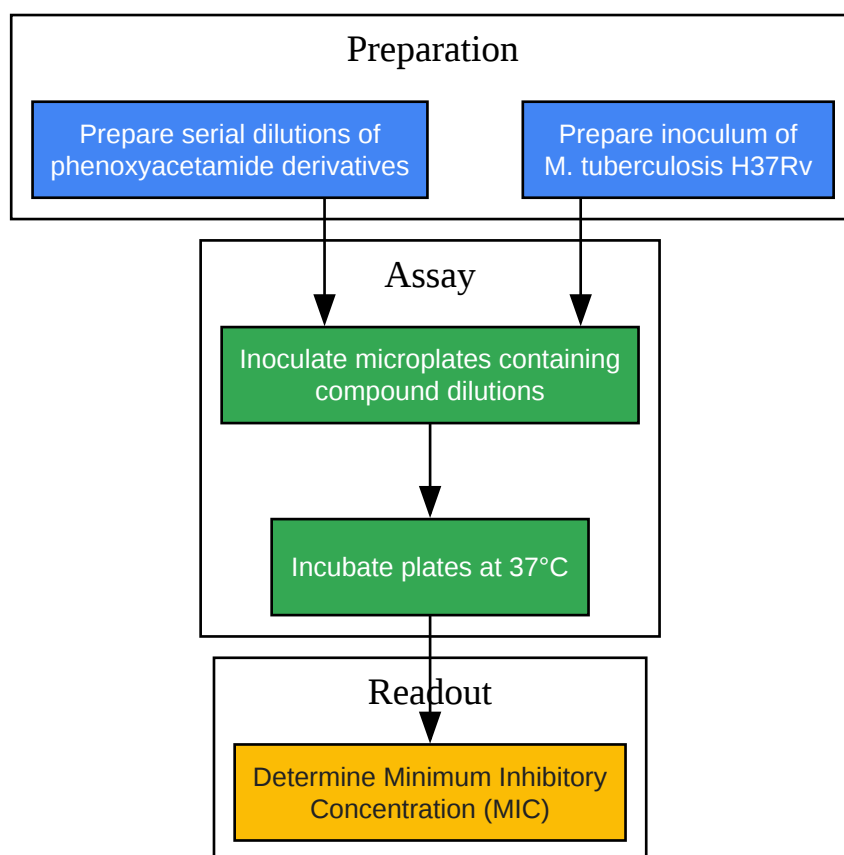 Preparation
Prepare serial dilutions of
phenoxyacetamide derivatives
Prepare inoculum of
M. tuberculosis H37Rv
Assay
Inoculate microplates containing
compound dilutions
Incubate plates at 37°C
Readout
Determine Minimum Inhibitory
Concentration (MIC)